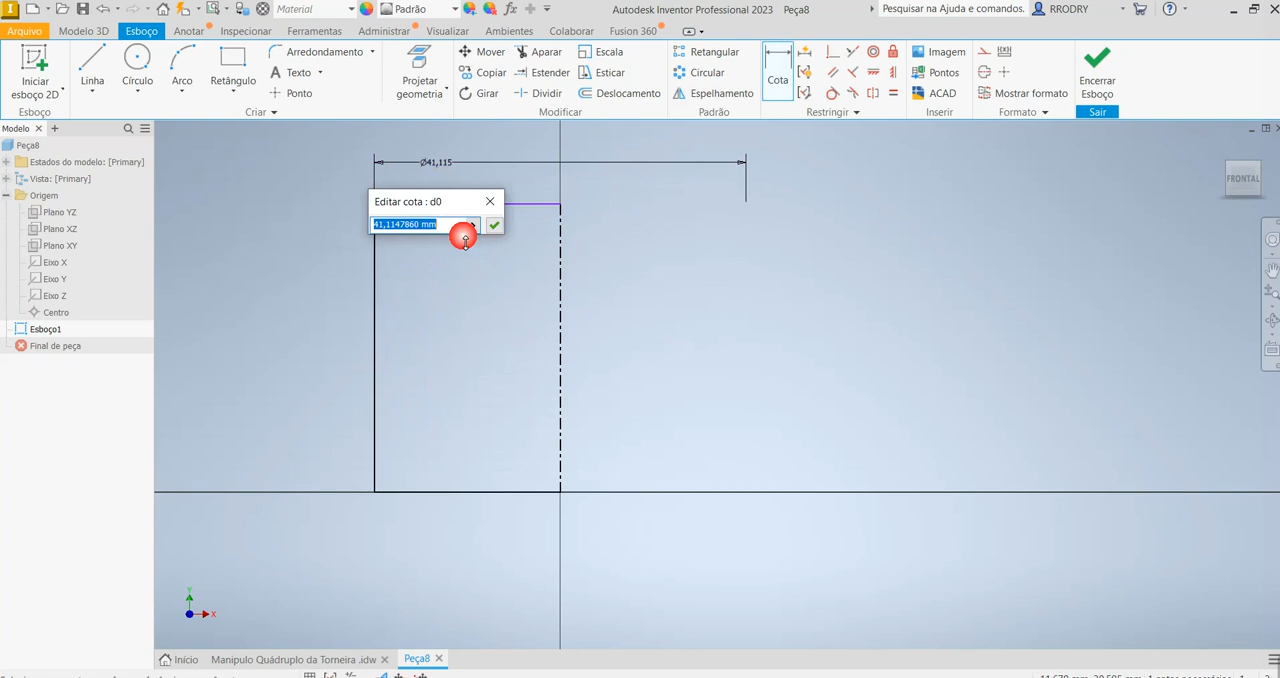 Material
Padrão
Autodesk Inventor Professional 2023 Peça8
Pesquisar na Ajuda e comandos.
RRODRY
Arquivo Modelo 3D Esboço Anotar Inspecionar Ferramentas Administrar Visualizar Ambientes Colaborar Fusion 360
Iniciar
esboço 2D
Linha
Círculo
Arco
Retângulo
Arredondamento
Texto
Ponto
Projetar
geometria
Mover
Copiar
Girar
Aparar
Estender
Dividir
Escala
Esticar
Deslocamento
Retangular
Circular
Espelhamento
Cota
Imagem
Pontos
ACAD
Mostrar formato
Encerrar
Esboço
Esboço Criar Modificar Padrão Restringir Inserir Formato Sair
Modelo
Peça8
Estados do modelo: [Primary]
Vista: [Primary]
Origem
Plano YZ
Plano XZ
Plano XY
Eixo X
Eixo Y
Eixo Z
Centro
Esboço1
Final de peça
Ø41,115
Editar cota : d0
41,1147860 mm
FRONTAL
Y
X
Início Manipulo Quádruplo da Torneira .idw Peça8